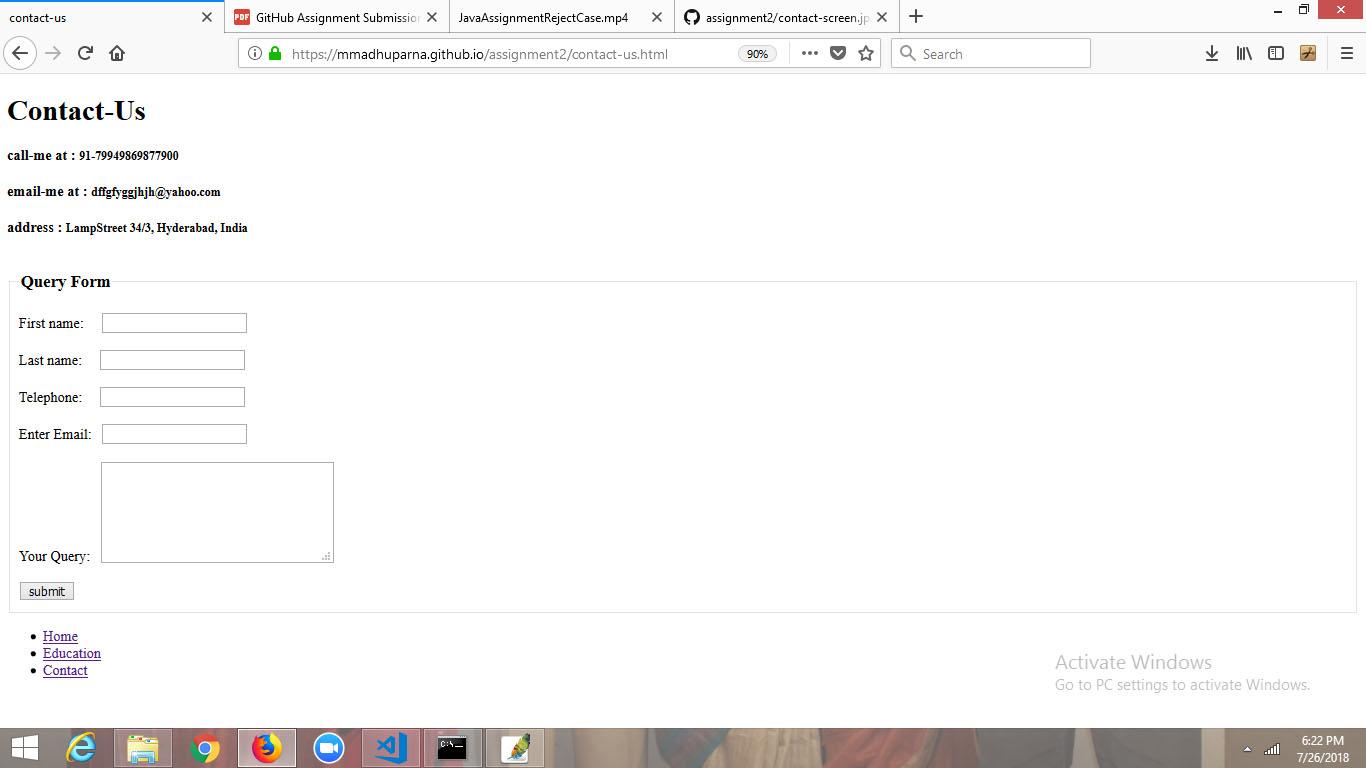 contact-us
GitHub Assignment Submission
JavaAssignmentRejectCase.mp4
assignment2/contact-screen.jp
https://mmadhuparna.github.io/assignment2/contact-us.html
90%
Search
Contact-Us
call-me at : 91-79949869877900
email-me at : dffgfyggjhjh@yahoo.com
address : LampStreet 34/3, Hyderabad, India
Query Form
First name:
Last name:
Telephone:
Enter Email:
Your Query:
submit
Home
Education
Contact
Activate Windows
Go to PC settings to activate Windows.
6:22 PM
7/26/2018